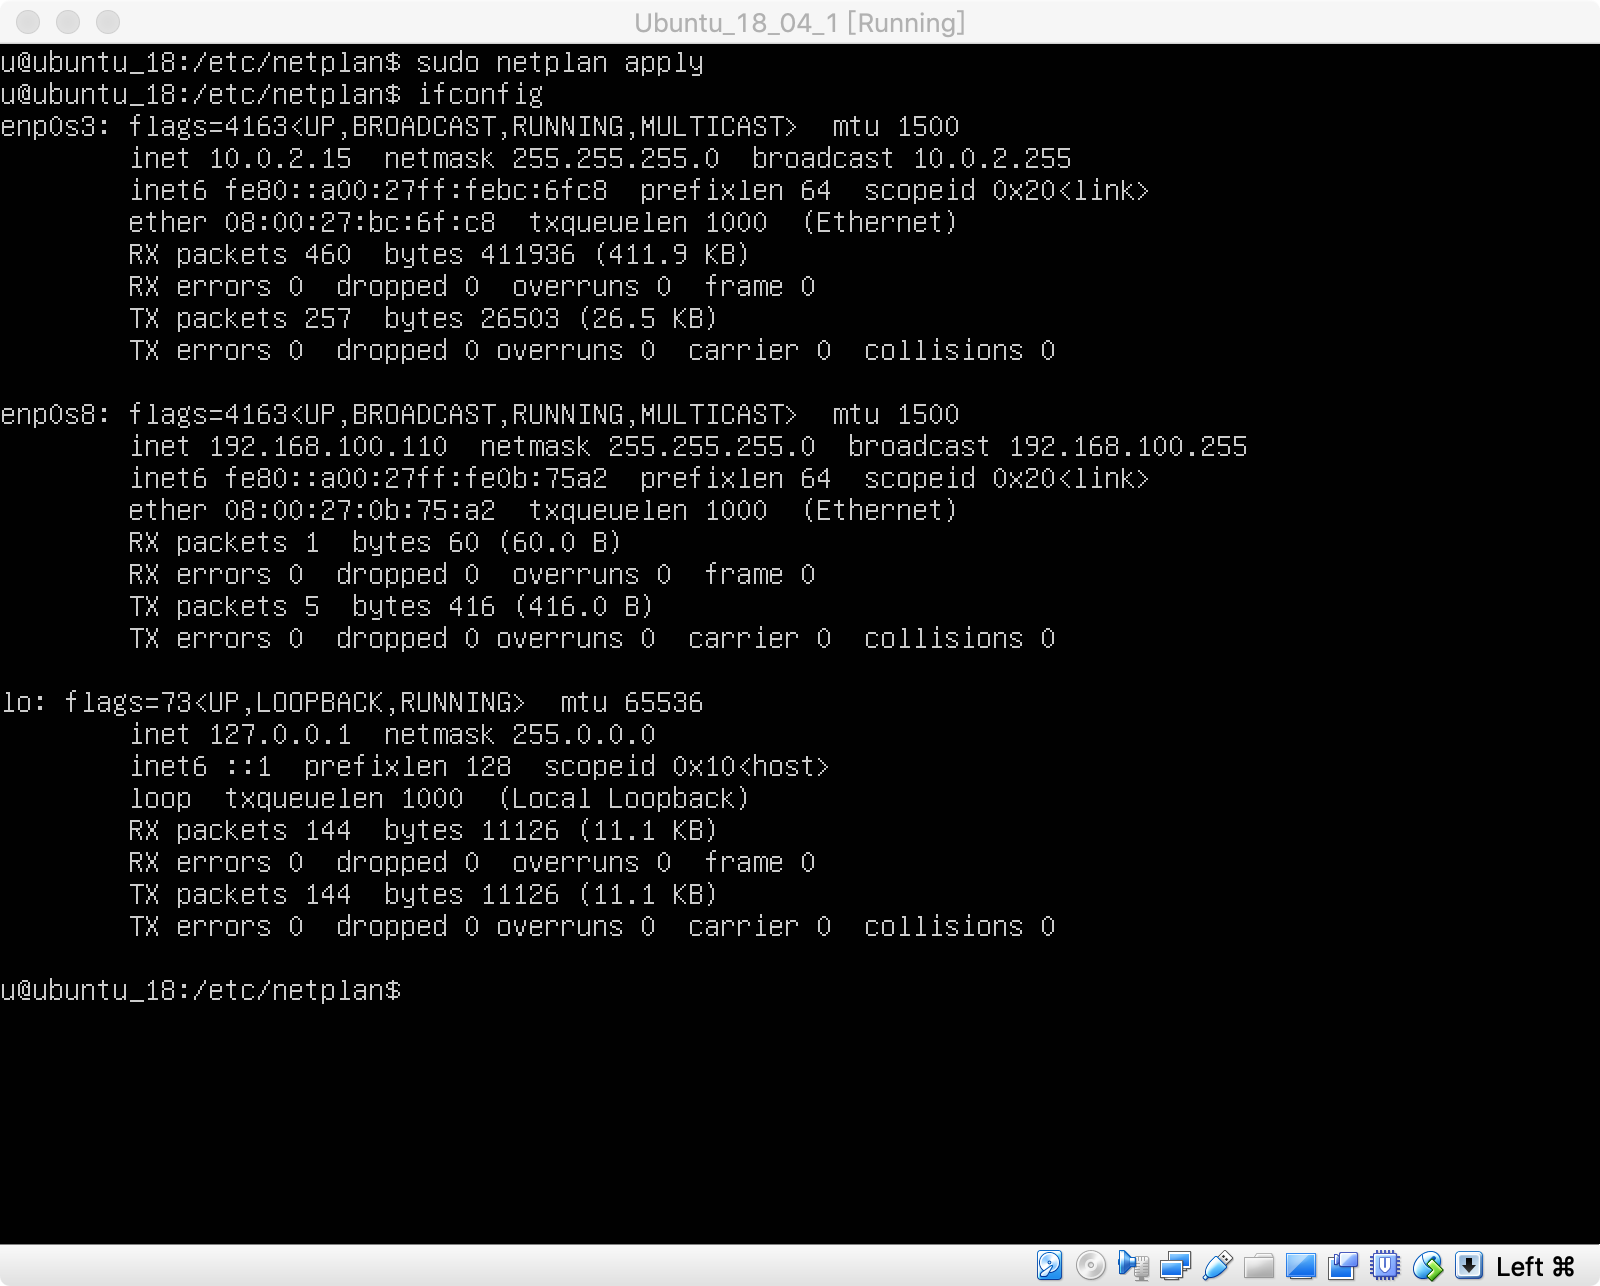 Ubuntu_18_04_1 [Running]
u@ubuntu_18:/etc/netplan$ sudo netplan apply
u@ubuntu_18:/etc/netplan$ ifconfig
enp0s3: flags=4163<UP,BROADCAST,RUNNING,MULTICAST>  mtu 1500
        inet 10.0.2.15  netmask 255.255.255.0  broadcast 10.0.2.255
        inet6 fe80::a00:27ff:febc:6fc8  prefixlen 64  scopeid 0x20<link>
        ether 08:00:27:bc:6f:c8  txqueuelen 1000  (Ethernet)
        RX packets 460  bytes 411936 (411.9 KB)
        RX errors 0  dropped 0  overruns 0  frame 0
        TX packets 257  bytes 26503 (26.5 KB)
        TX errors 0  dropped 0 overruns 0  carrier 0  collisions 0

enp0s8: flags=4163<UP,BROADCAST,RUNNING,MULTICAST>  mtu 1500
        inet 192.168.100.110  netmask 255.255.255.0  broadcast 192.168.100.255
        inet6 fe80::a00:27ff:fe0b:75a2  prefixlen 64  scopeid 0x20<link>
        ether 08:00:27:0b:75:a2  txqueuelen 1000  (Ethernet)
        RX packets 1  bytes 60 (60.0 B)
        RX errors 0  dropped 0  overruns 0  frame 0
        TX packets 5  bytes 416 (416.0 B)
        TX errors 0  dropped 0 overruns 0  carrier 0  collisions 0

lo: flags=73<UP,LOOPBACK,RUNNING>  mtu 65536
        inet 127.0.0.1  netmask 255.0.0.0
        inet6 ::1  prefixlen 128  scopeid 0x10<host>
        loop  txqueuelen 1000  (Local Loopback)
        RX packets 144  bytes 11126 (11.1 KB)
        RX errors 0  dropped 0  overruns 0  frame 0
        TX packets 144  bytes 11126 (11.1 KB)
        TX errors 0  dropped 0 overruns 0  carrier 0  collisions 0

u@ubuntu_18:/etc/netplan$
Left ⌘